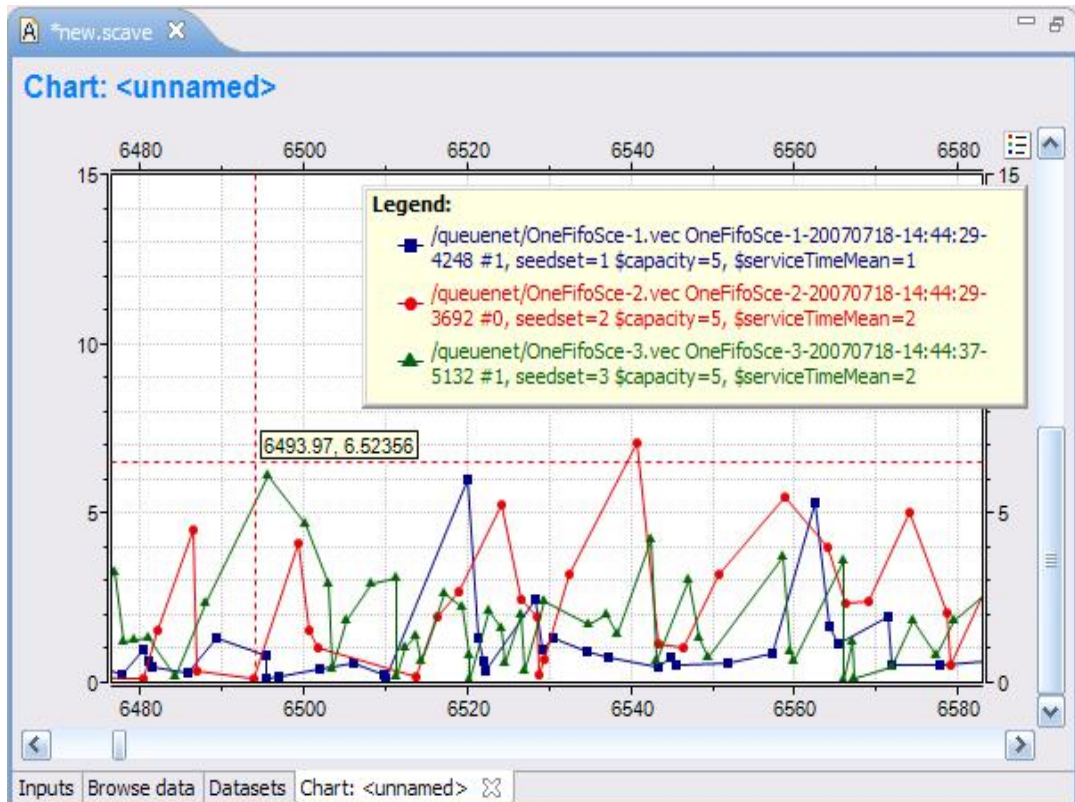 *new.scave
Chart: <unnamed>
6480 6500 6520 6540 6560 6580
15 15
Legend:
/queuenet/OneFifoSce-1.vec OneFifoSce-1-20070718-14:44:29-
4248 #1, seedset=1 $capacity=5, $serviceTimeMean=1
/queuenet/OneFifoSce-2.vec OneFifoSce-2-20070718-14:44:29-
3692 #0, seedset=2 $capacity=5, $serviceTimeMean=2
/queuenet/OneFifoSce-3.vec OneFifoSce-3-20070718-14:44:37-
5132 #1, seedset=3 $capacity=5, $serviceTimeMean=2
10
6493.97, 6.52356
5 5
0 0
6480 6500 6520 6540 6560 6580
Inputs Browse data Datasets Chart: <unnamed>